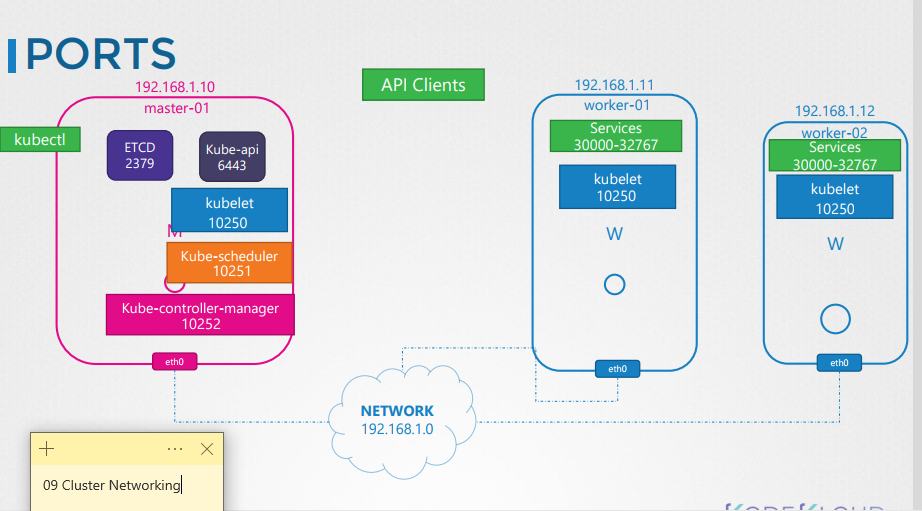 PORTS
192.168.1.10
master-01
kubectl
ETCD
2379
Kube-api
6443
kubelet
10250
M
Kube-scheduler
10251
Kube-controller-manager
10252
eth0
API Clients
192.168.1.11
worker-01
Services
30000-32767
kubelet
10250
W
eth0
192.168.1.12
worker-02
Services
30000-32767
kubelet
10250
W
eth0
NETWORK
192.168.1.0
09 Cluster Networking